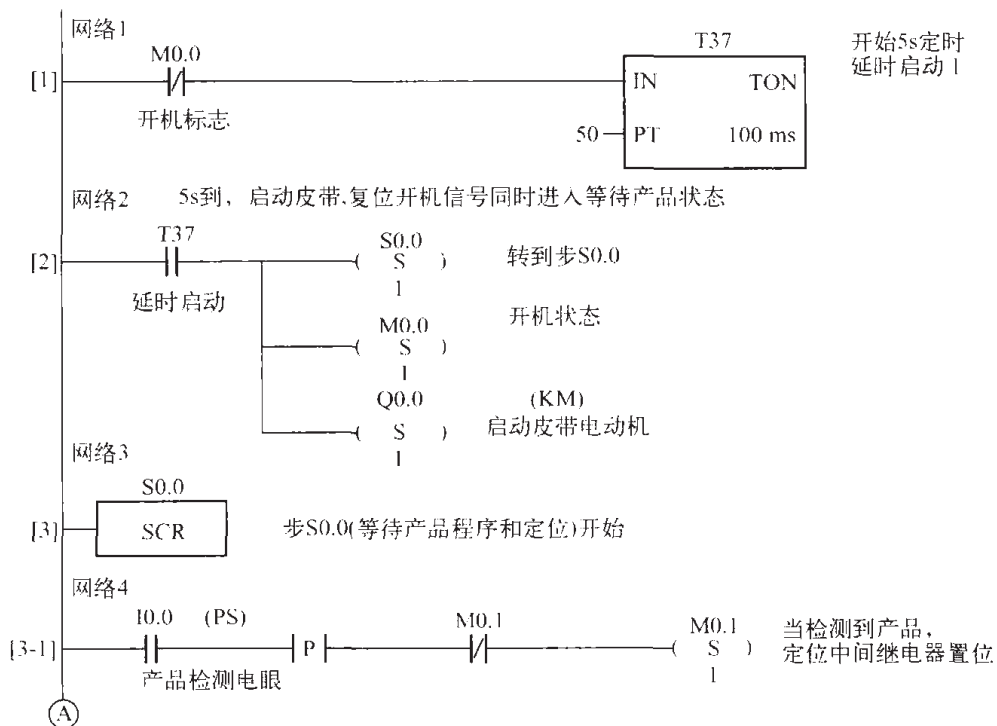 网络1
M0.0
T37
开始5s定时
延时启动1
[1]
IN TON
开机标志
50 PT 100 ms
网络2 5s到，启动皮带,复位开机信号同时进入等待产品状态
T37
S0.0
[2]
( S )
转到步S0.0
1
延时启动
开机状态
M0.0
( S )
1
Q0.0 (KM)
( S ) 启动皮带电动机
1
网络3
S0.0
[3] SCR 步S0.0(等待产品程序和定位)开始
网络4
I0.0 (PS) M0.1 M0.1
当检测到产品，
[3-1] P ( S )
定位中间继电器置位
1
产品检测电眼
A